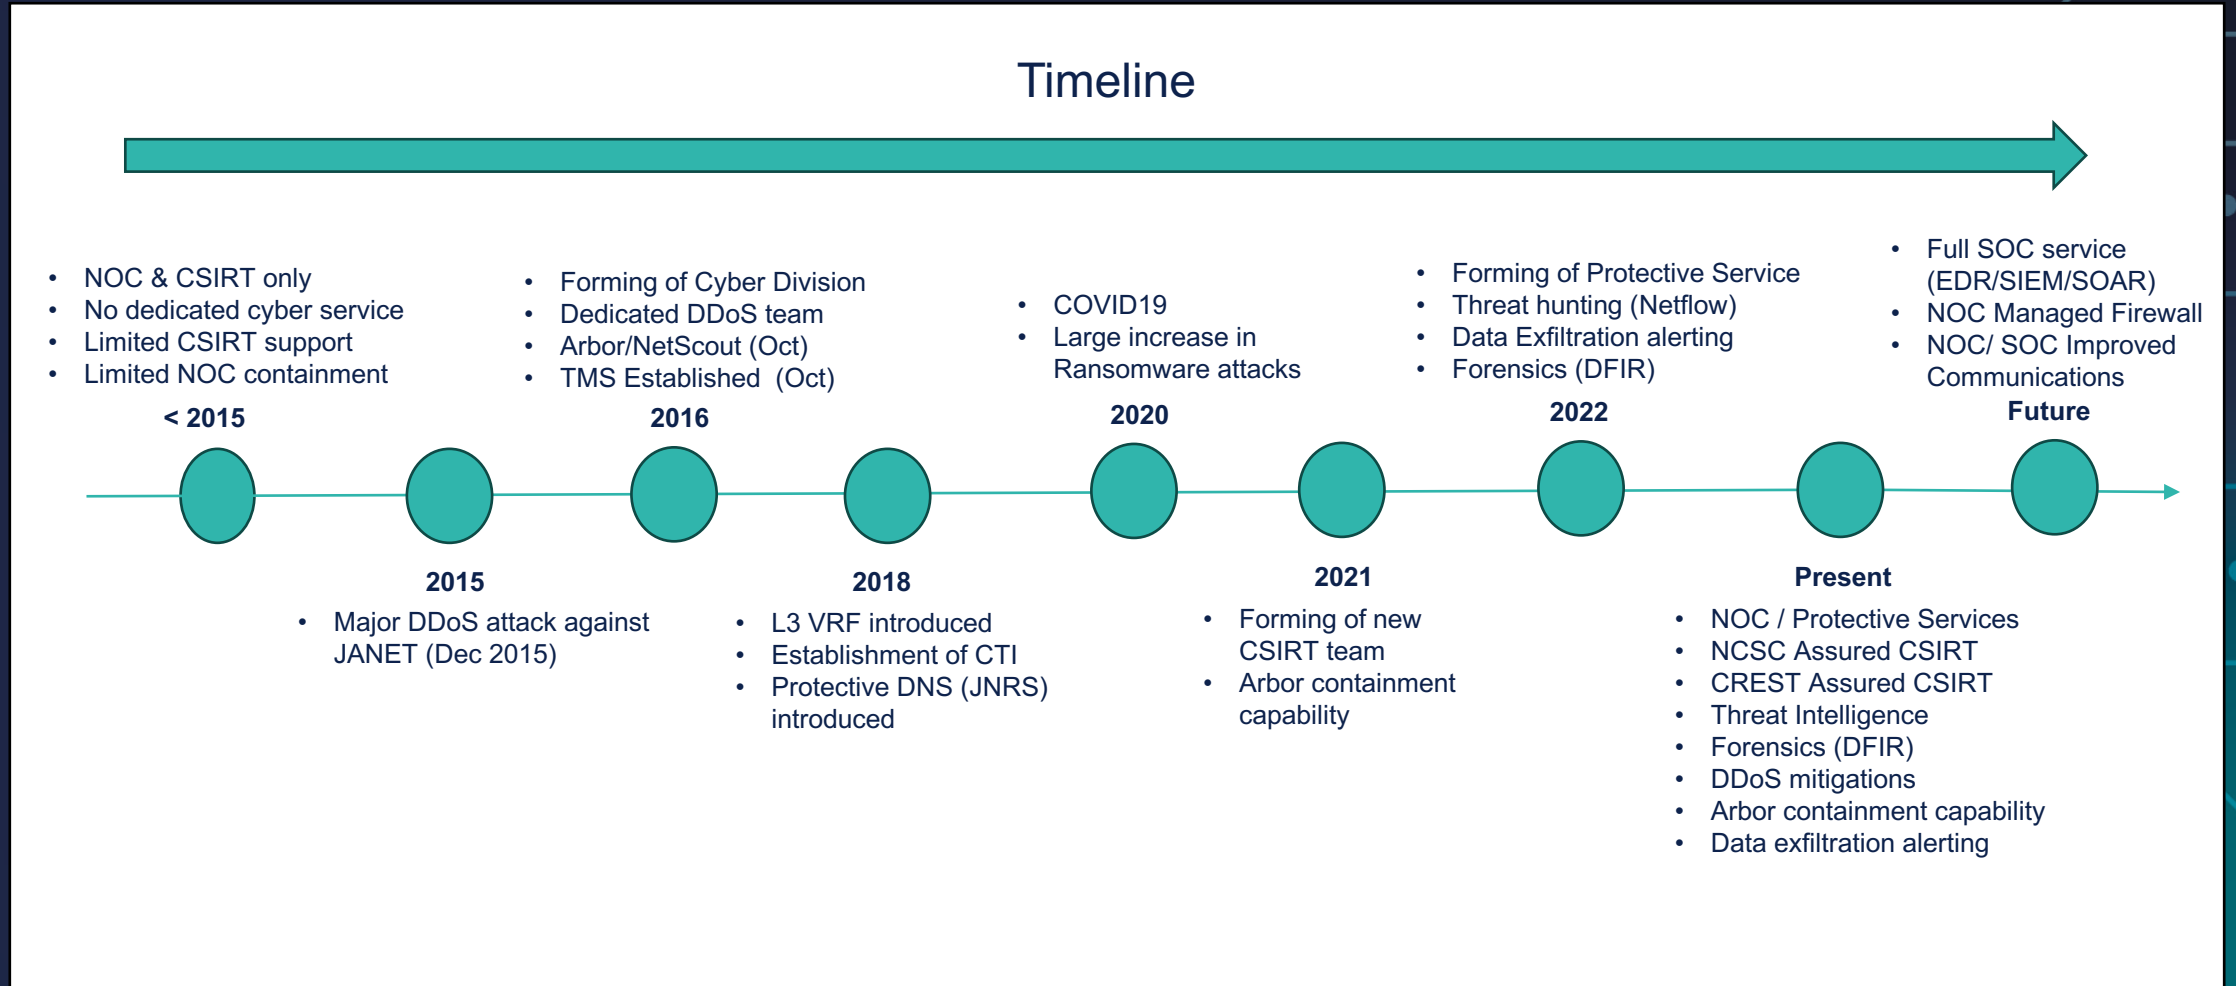 Timeline
• NOC & CSIRT only
• No dedicated cyber service
• Limited CSIRT support
• Limited NOC containment
< 2015
2015
• Major DDoS attack against
JANET (Dec 2015)
• Forming of Cyber Division
• Dedicated DDoS team
• Arbor/NetScout (Oct)
• TMS Established (Oct)
2016
2018
• L3 VRF introduced
• Establishment of CTI
• Protective DNS (JNRS)
introduced
• COVID19
• Large increase in
Ransomware attacks
2020
2021
• Forming of new
CSIRT team
• Arbor containment
capability
• Forming of Protective Service
• Threat hunting (Netflow)
• Data Exfiltration alerting
• Forensics (DFIR)
2022
Present
• NOC / Protective Services
• NCSC Assured CSIRT
• CREST Assured CSIRT
• Threat Intelligence
• Forensics (DFIR)
• DDoS mitigations
• Arbor containment capability
• Data exfiltration alerting
• Full SOC service
(EDR/SIEM/SOAR)
• NOC Managed Firewall
• NOC/ SOC Improved
Communications
Future